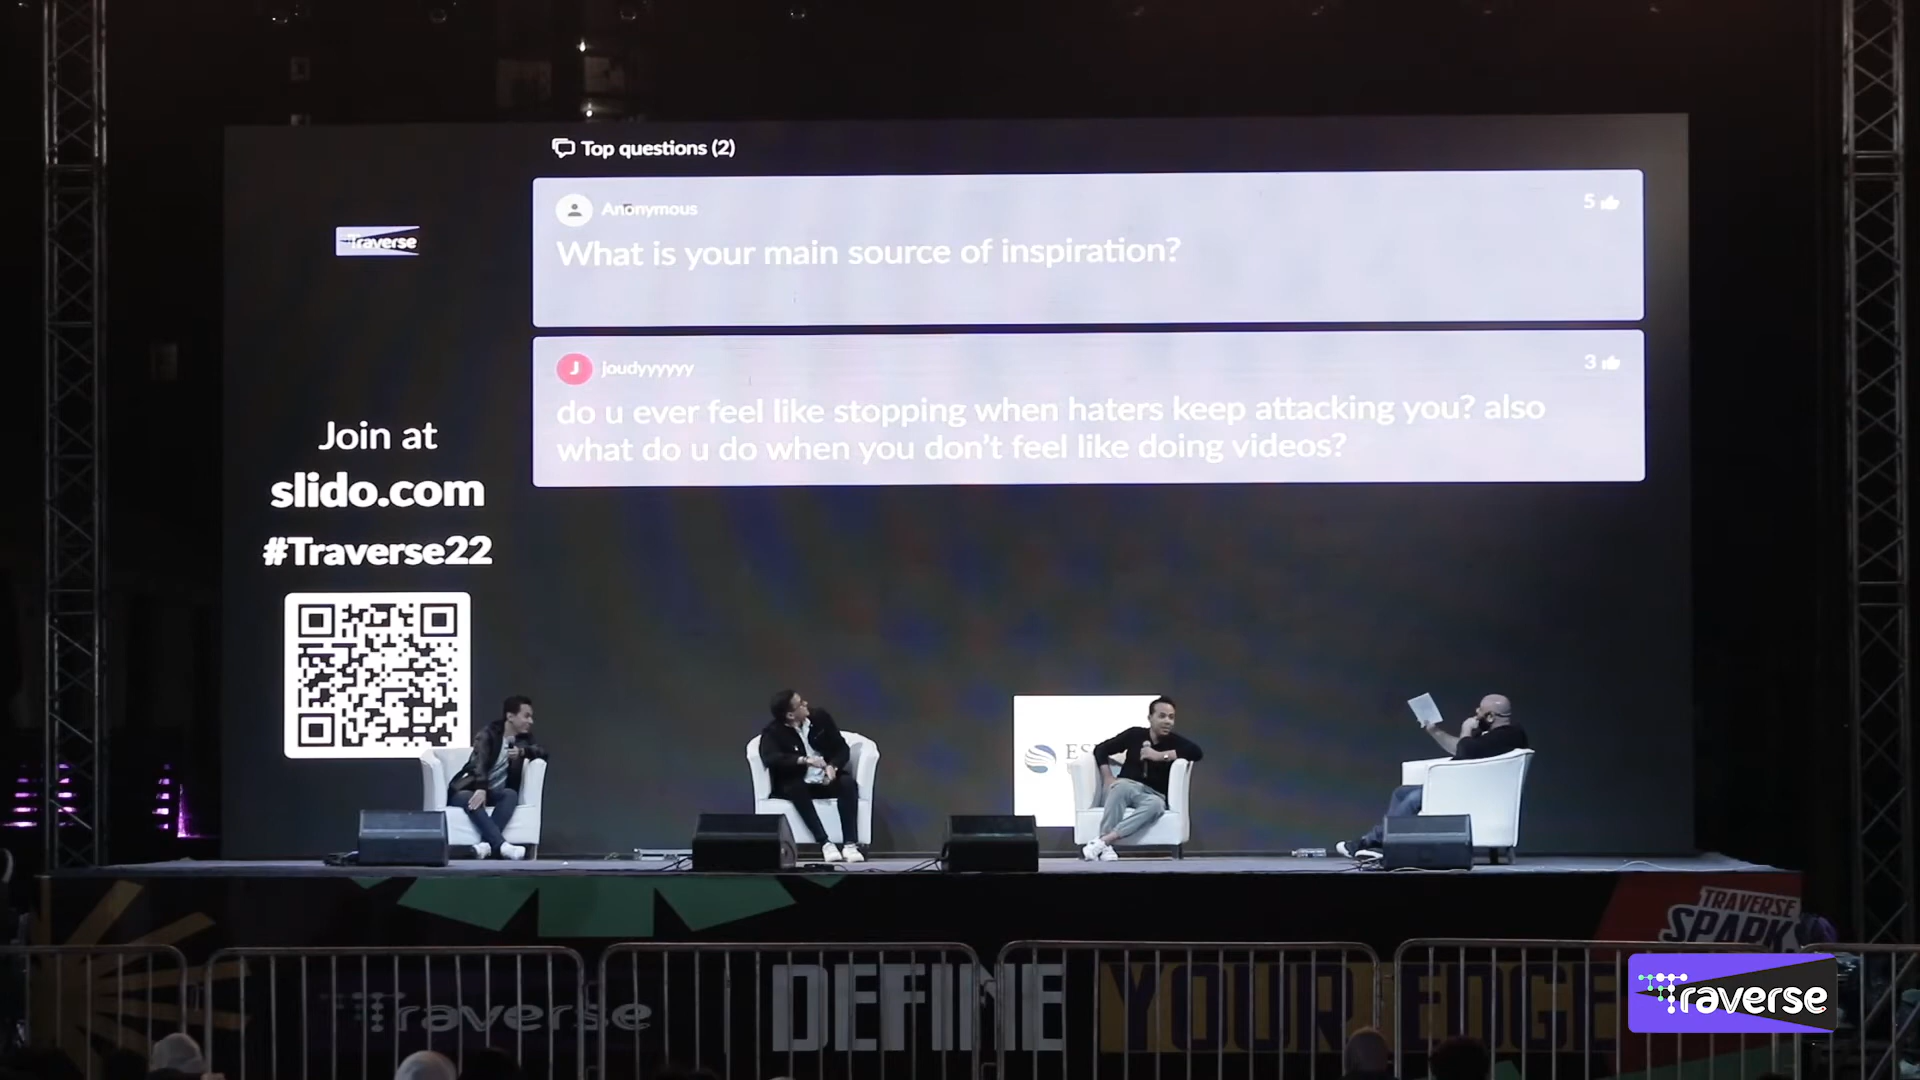 Top questions (2)
Anonymous
5
What is your main source of inspiration?
Traverse
J
joudyyyyyy
3
do u ever feel like stopping when haters keep attacking you? also
what do u do when you don't feel like doing videos?
Join at
slido.com
#Traverse22
TRAVERSE
SPARK
Traverse
DEFINE YOUR EDGE
Traverse